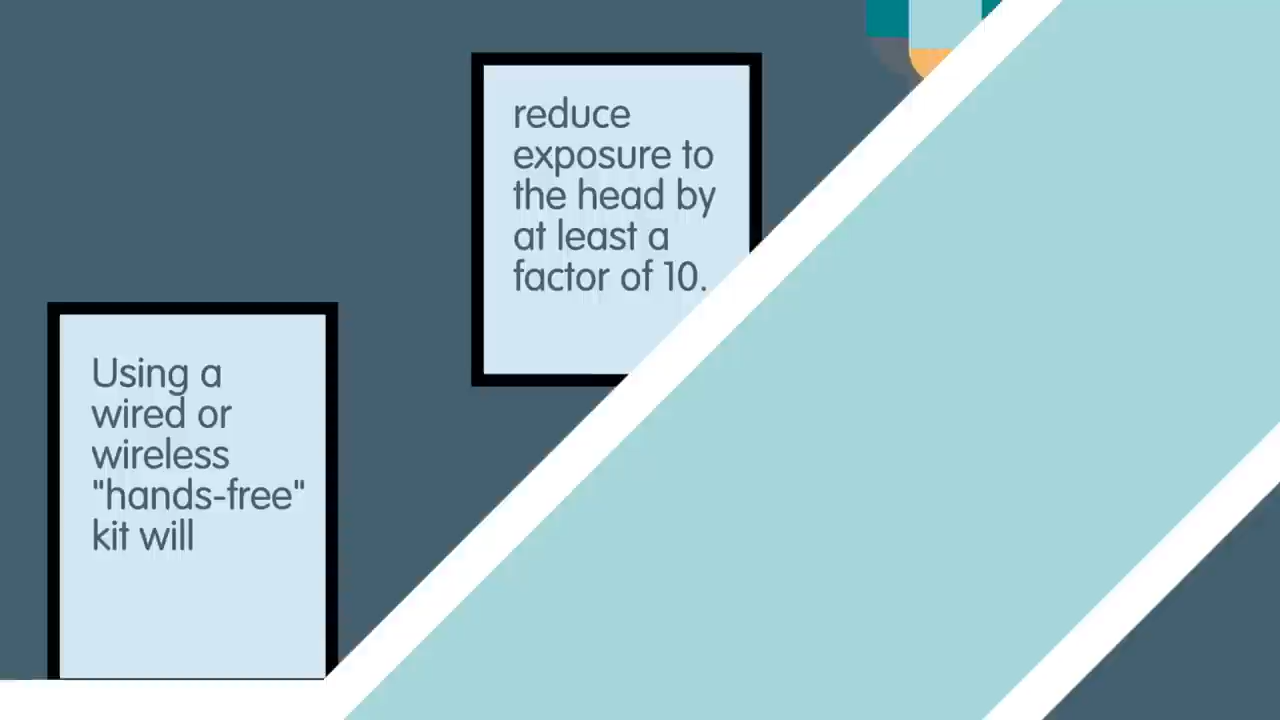 Using a
wired or
wireless
"hands-free"
kit will
reduce
exposure to
the head by
at least a
factor of 10.